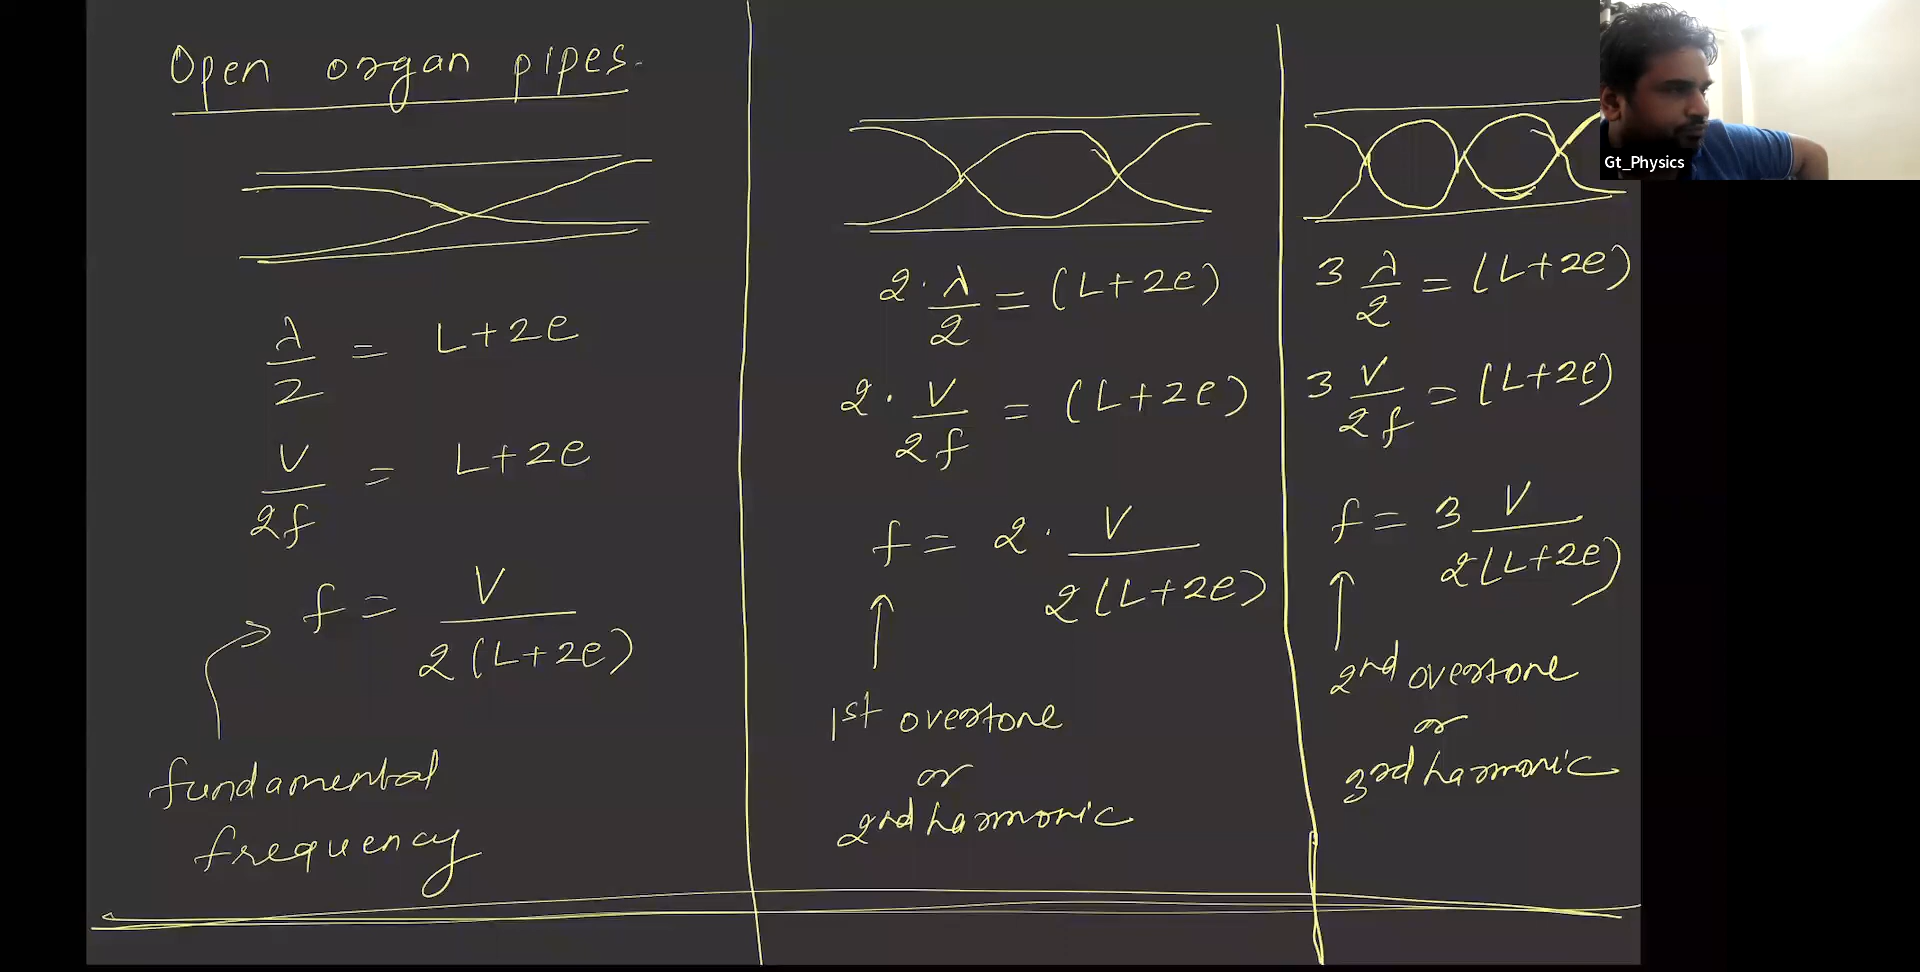 Open organ pipes.
λ/2 = L+2e
V/2f = L+2e
f = V/2(L+2e)
fundamental
frequency
2·λ/2 = (L+2e)
2·V/2f = (L+2e)
f = 2·V/2(L+2e)
1st overtone
or
2nd harmonic
3 λ/2 = (L+2e)
3 V/2f = (L+2e)
f = 3 V/2(L+2e)
2nd overtone
or
3rd harmonic
Gt_Physics